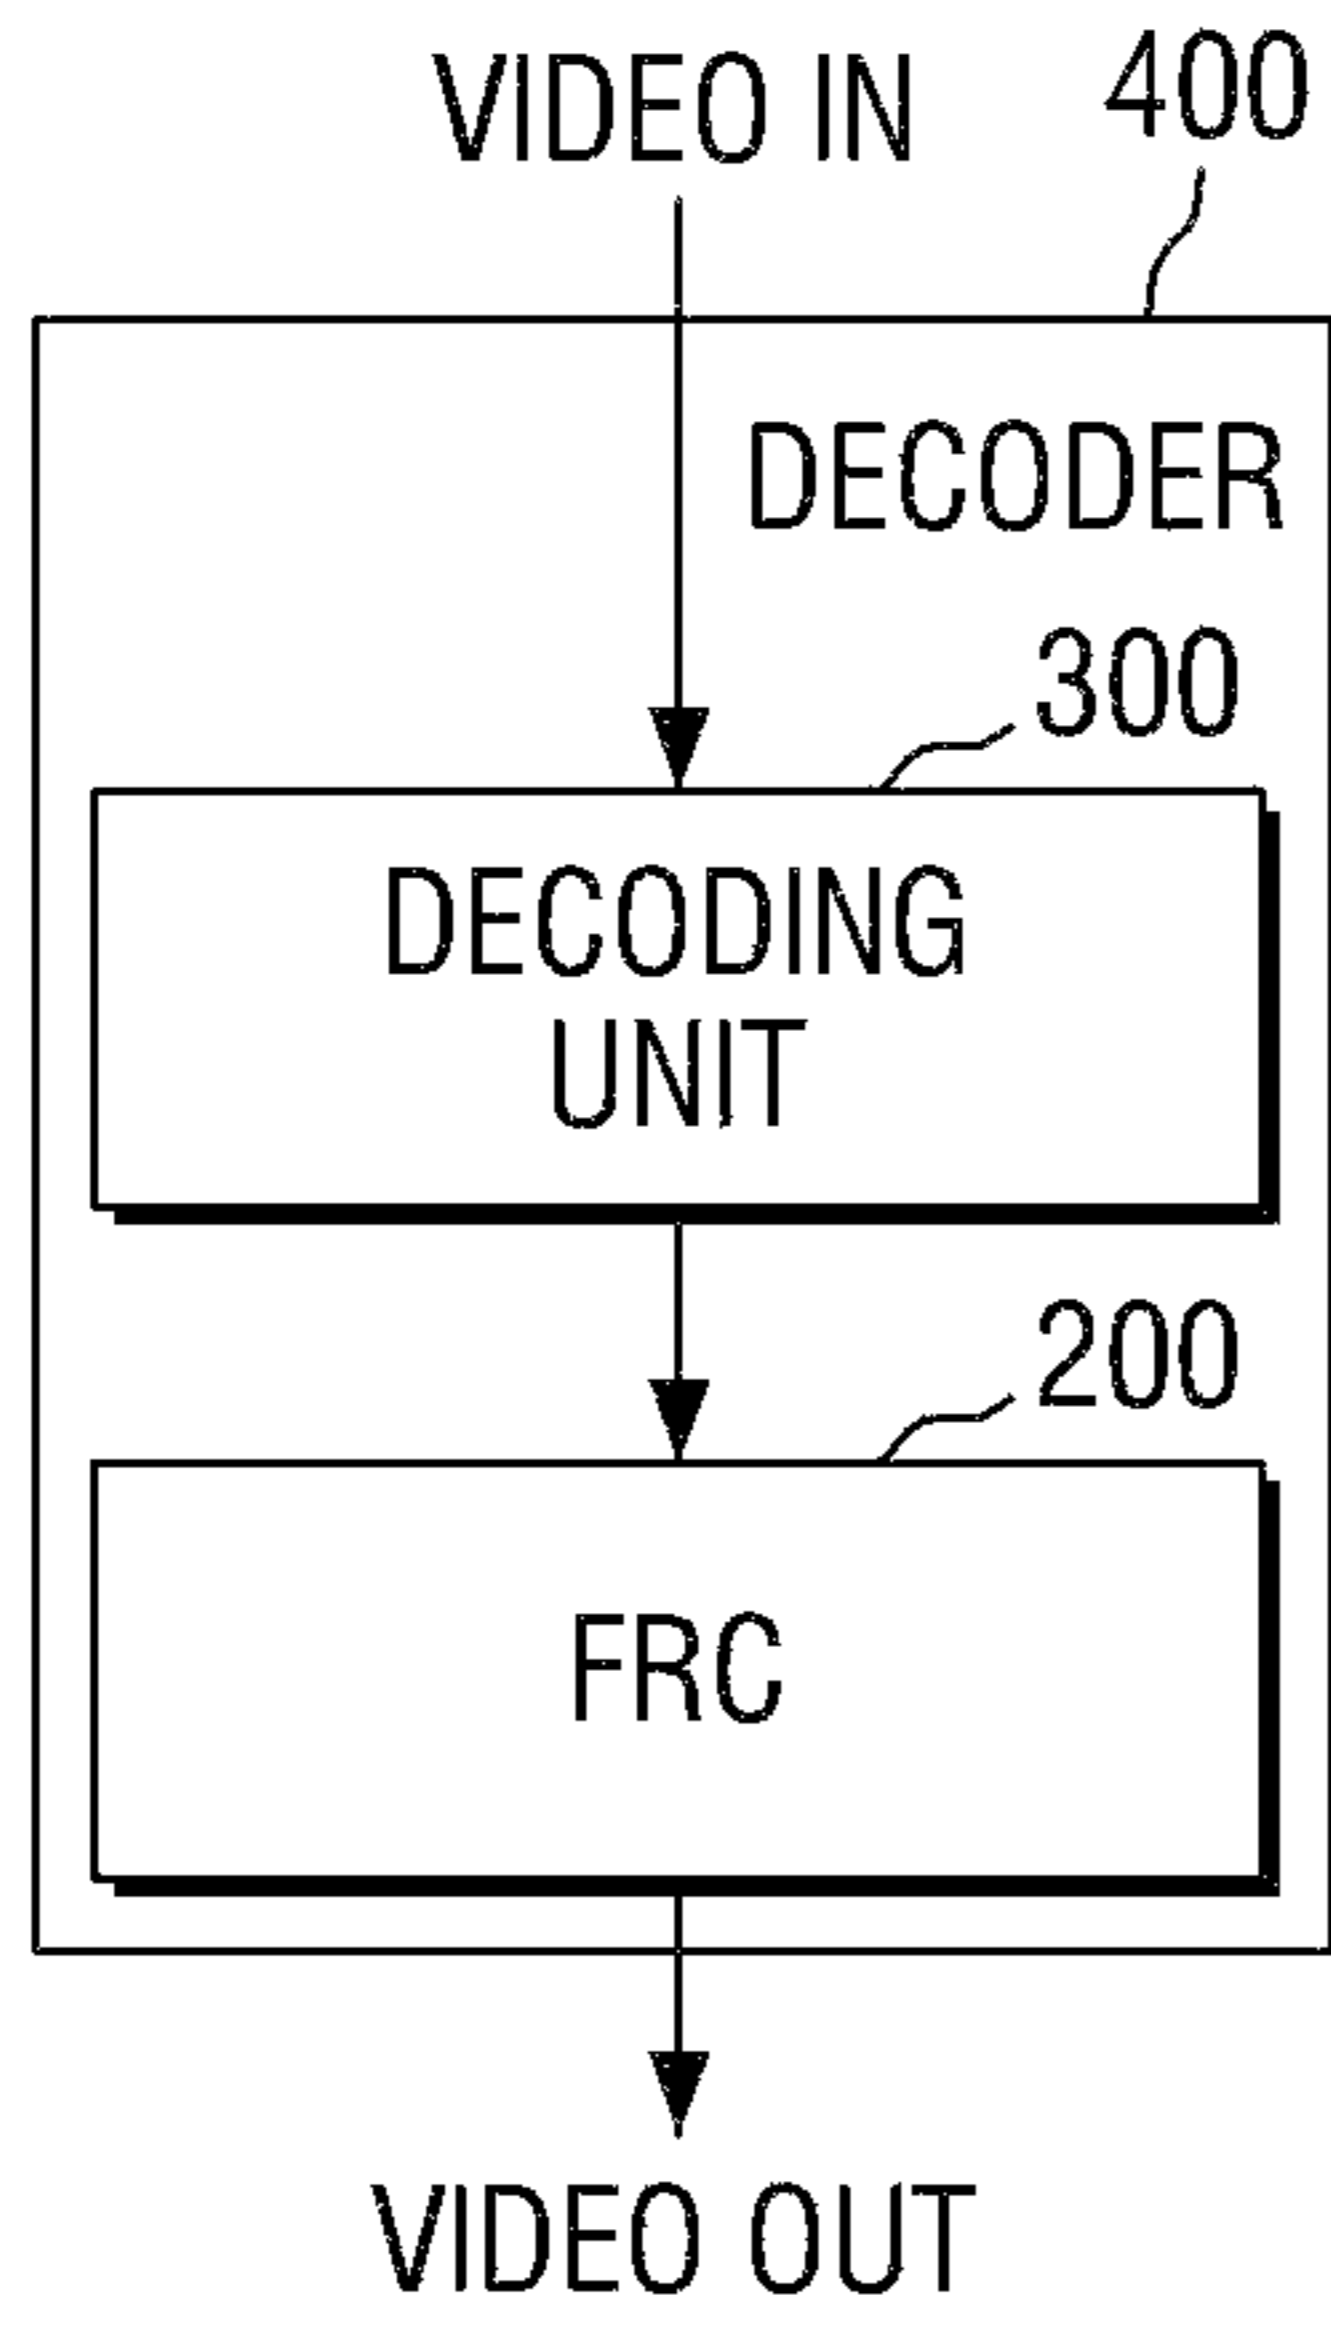 VIDEO IN
400
DECODER
300
DECODING
UNIT
200
FRC
VIDEO OUT